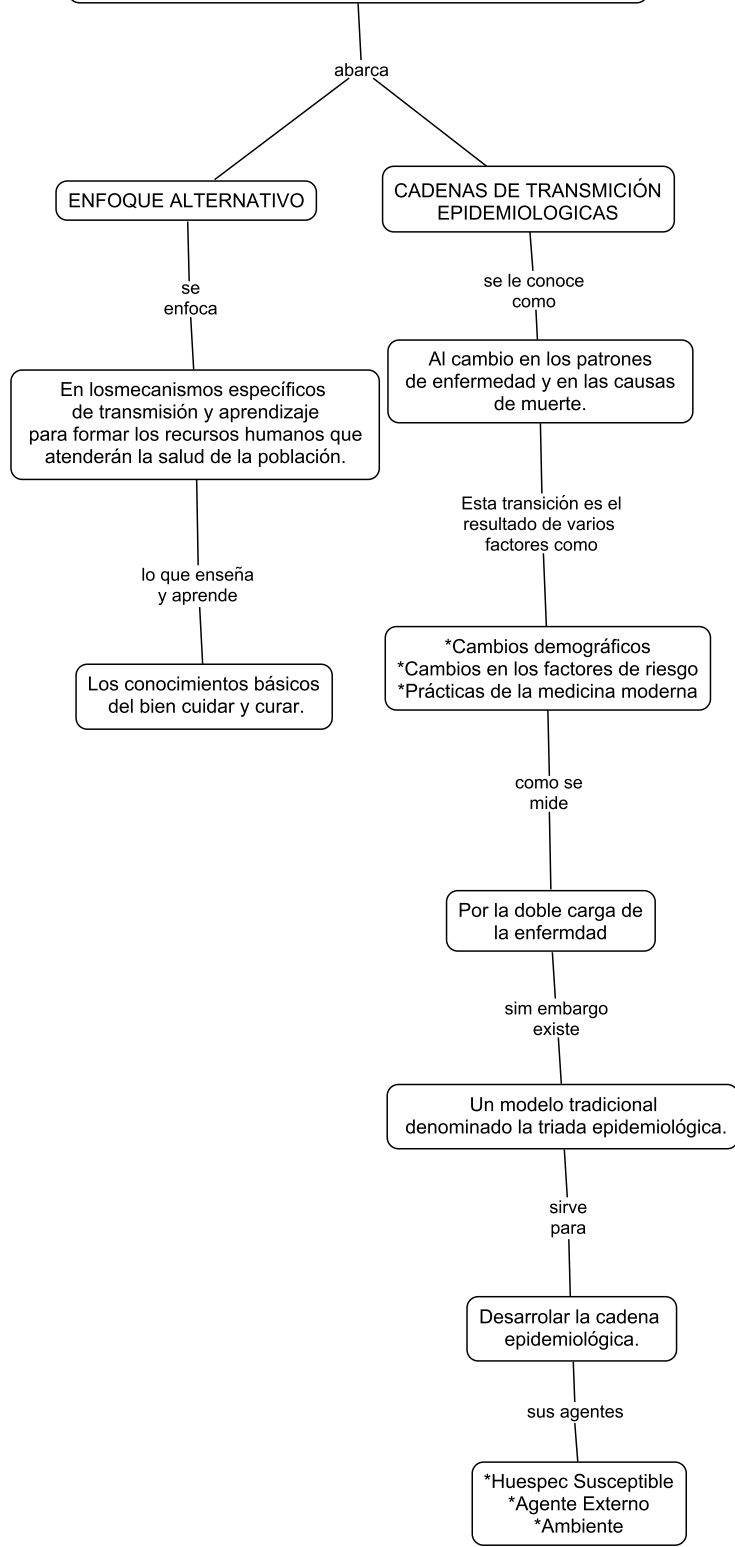 abarca
ENFOQUE ALTERNATIVO
se
enfoca
En losmecanismos específicos
de transmisión y aprendizaje
para formar los recursos humanos que
atenderán la salud de la población.
lo que enseña
y aprende
Los conocimientos básicos
del bien cuidar y curar.
CADENAS DE TRANSMICIÓN
EPIDEMIOLOGICAS
se le conoce
como
Al cambio en los patrones
de enfermedad y en las causas
de muerte.
Esta transición es el
resultado de varios
factores como
*Cambios demográficos
*Cambios en los factores de riesgo
*Prácticas de la medicina moderna
como se
mide
Por la doble carga de
la enfermdad
sim embargo
existe
Un modelo tradicional
denominado la triada epidemiológica.
sirve
para
Desarrolar la cadena
epidemiológica.
sus agentes
*Huespec Susceptible
*Agente Externo
*Ambiente